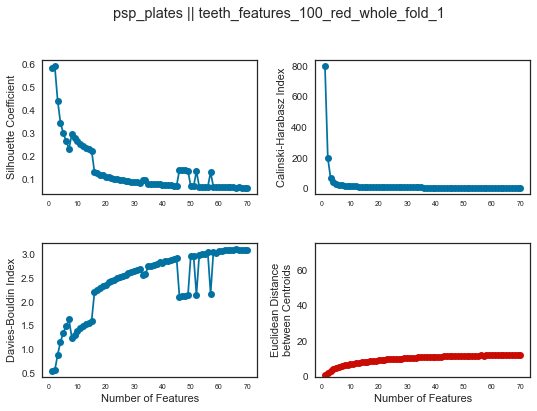 psp_plates || teeth_features_100_red_whole_fold_1
Silhouette Coefficient
0.6
0.5
0.4
0.3
0.2
0.1
0 10 20 30 40 50 60 70
Calinski-Harabasz Index
800
600
400
200
0
0 10 20 30 40 50 60 70
Davies-Bouldin Index
3.0
2.5
2.0
1.5
1.0
0.5
0 10 20 30 40 50 60 70
Number of Features
Euclidean Distance
between Centroids
60
40
20
0
0 10 20 30 40 50 60 70
Number of Features